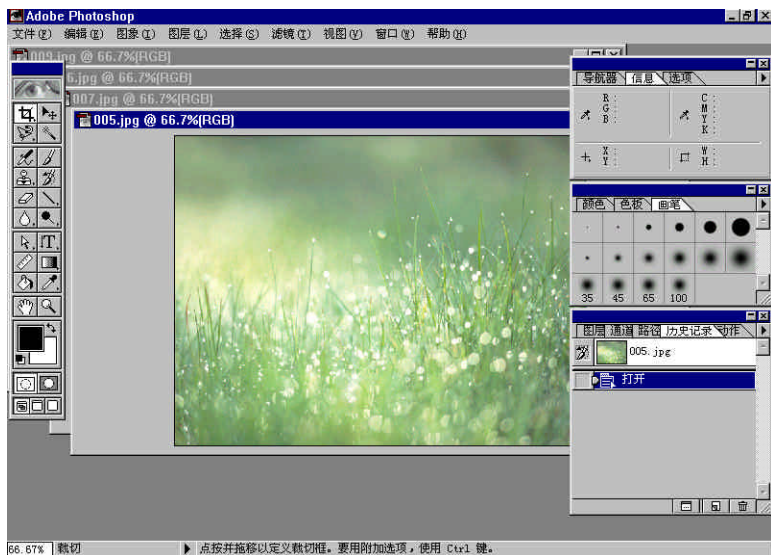 Adobe Photoshop
文件(F) 编辑(E) 图象(I) 图层(L) 选择(S) 滤镜(T) 视图(V) 窗口(W) 帮助(H)
009.jpg @ 66.7%(RGB)
6.jpg @ 66.7%(RGB)
007.jpg @ 66.7%(RGB)
005.jpg @ 66.7%(RGB)
导航器 信息 选项
R : C :
G : M :
B : Y :
K :
X : W :
Y : H :
颜色 色板 画笔
35 45 65 100
图层 通道 路径 历史记录 动作
005.jpg
打开
66.67% 裁切 点按并拖移以定义裁切框。要用附加选项，使用 Ctrl 键。